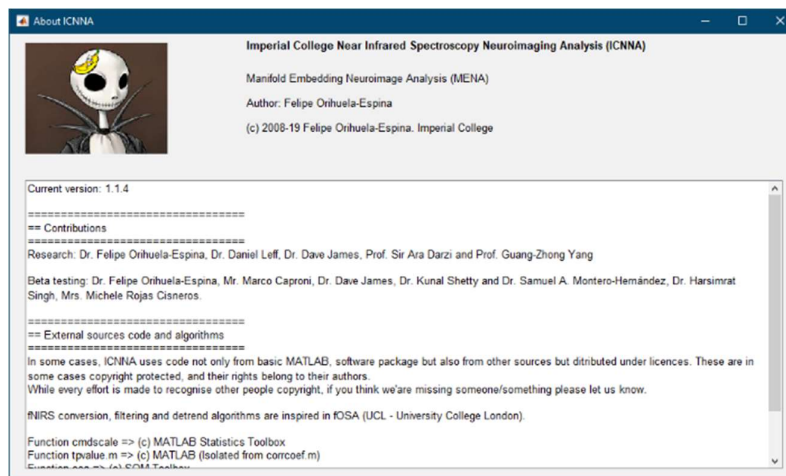 About ICNNA
Imperial College Near Infrared Spectroscopy Neuroimaging Analysis (ICNNA)
Manifold Embedding Neuroimage Analysis (MENA)
Author: Felipe Orihuela-Espina
(c) 2008-19 Felipe Orihuela-Espina. Imperial College
Current version: 1.1.4
==================================
== Contributions
==================================
Research: Dr. Felipe Orihuela-Espina, Dr. Daniel Leff, Dr. Dave James, Prof. Sir Ara Darzi and Prof. Guang-Zhong Yang
Beta testing: Dr. Felipe Orihuela-Espina, Mr. Marco Caproni, Dr. Dave James, Dr. Kunal Shetty and Dr. Samuel A. Montero-Hernández, Dr. Harsimrat
Singh, Mrs. Michele Rojas Cisneros.
==================================
== External sources code and algorithms
==================================
In some cases, ICNNA uses code not only from basic MATLAB, software package but also from other sources but ditributed under licences. These are in
some cases copyright protected, and their rights belong to their authors.
While every effort is made to recognise other people copyright, if you think we'are missing someone/something please let us know.
fNIRS conversion, filtering and detrend algorithms are inspired in fOSA (UCL - University College London).
Function cmdscale => (c) MATLAB Statistics Toolbox
Function tpvalue.m => (c) MATLAB (Isolated from corrcoef.m)
Function => (c) SOM Toolbox